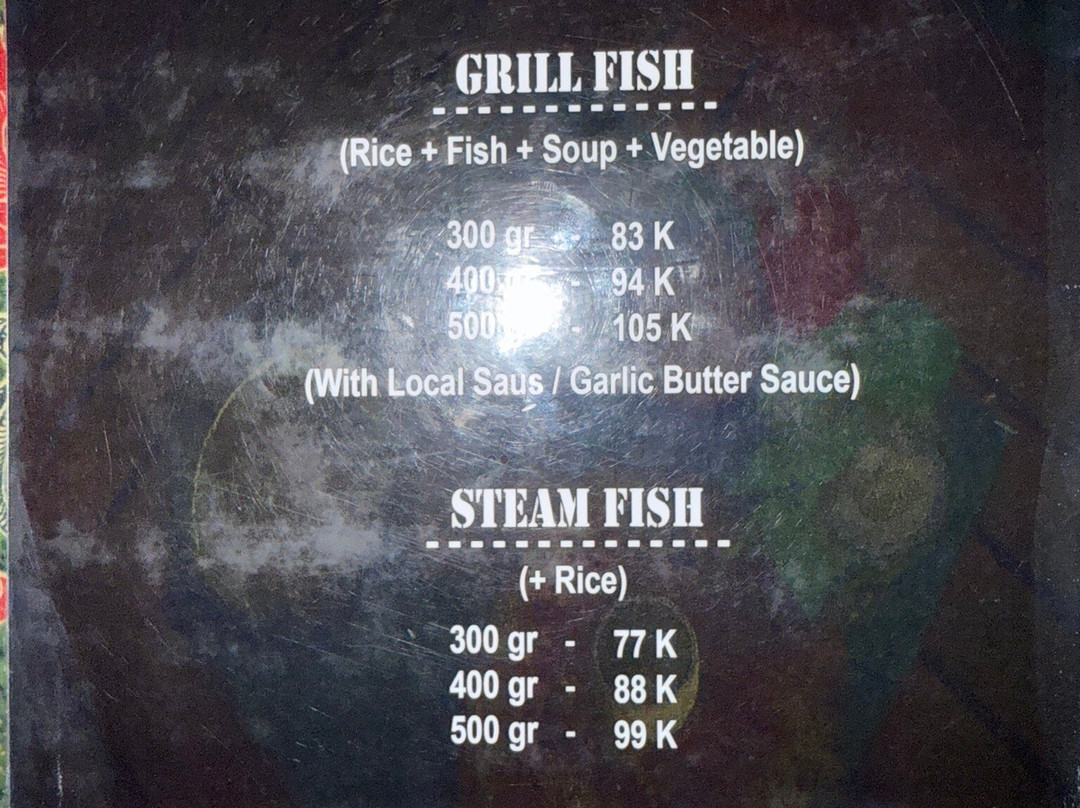 GRILL FISH
(Rice + Fish + Soup + Vegetable)
300 gr - 83 K
400 - 94 K
500 - 105 K
(With Local Saus / Garlic Butter Sauce)
STEAM FISH
(+ Rice)
300 gr - 77 K
400 gr - 88 K
500 gr - 99 K